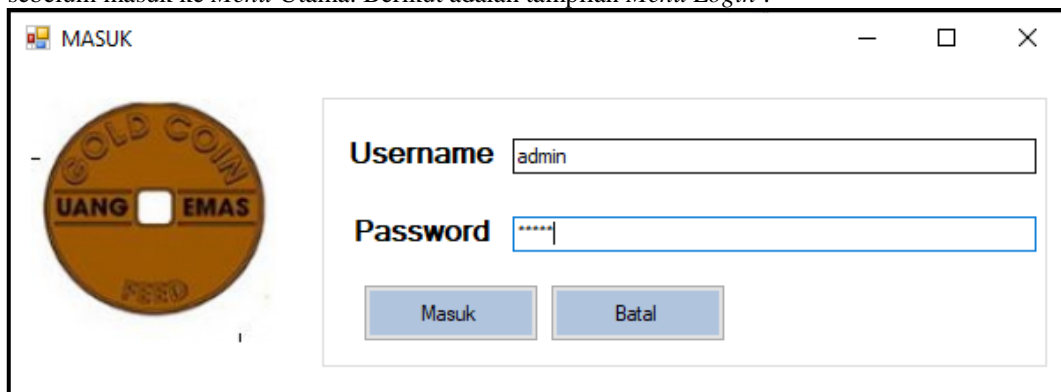 sebelum masuk ke Menu Utama. Berikut adalah tampilan Menu Login :
MASUK
GOLD COIN
UANG EMAS
FEED
Username admin
Password *****
Masuk Batal